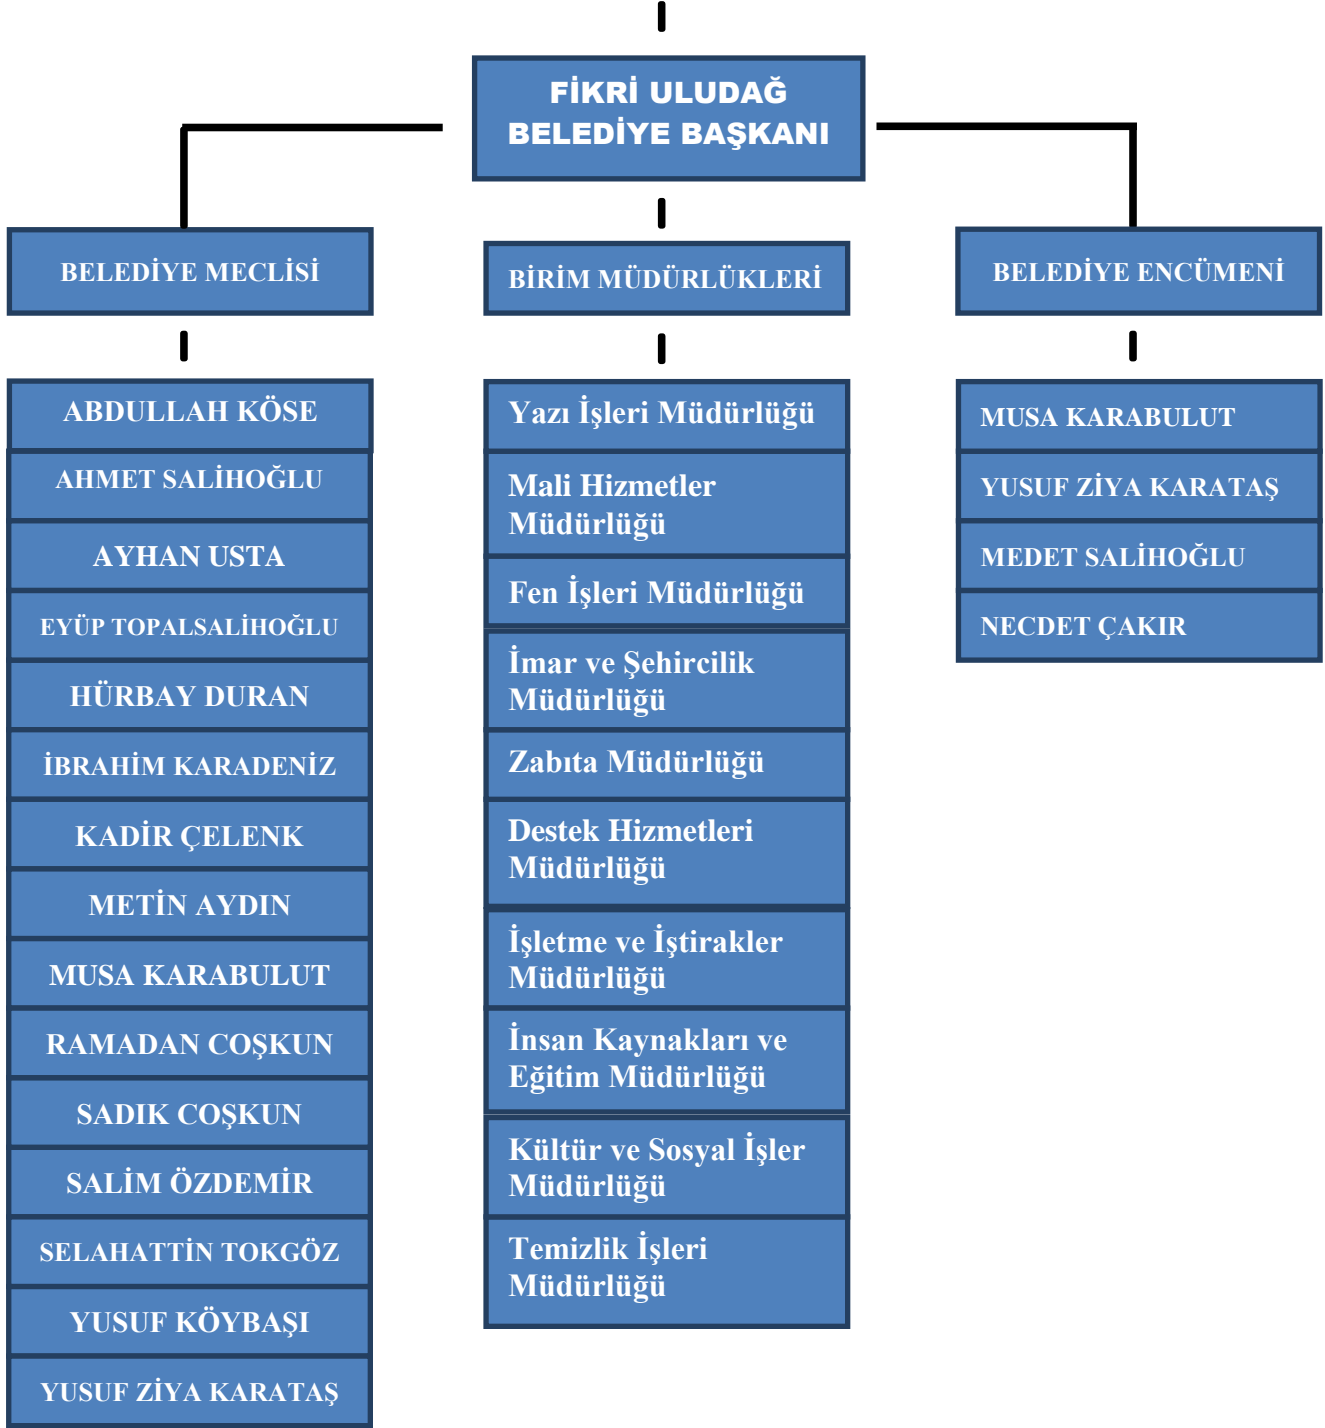 FİKRİ ULUDAĞ
BELEDİYE BAŞKANI
BELEDİYE MECLİSİ
ABDULLAH KÖSE
AHMET SALİHOĞLU
AYHAN USTA
EYÜP TOPALSALİHOĞLU
HÜRBAY DURAN
İBRAHİM KARADENİZ
KADİR ÇELENK
METİN AYDIN
MUSA KARABULUT
RAMADAN COŞKUN
SADIK COŞKUN
SALİM ÖZDEMİR
SELAHATTİN TOKGÖZ
YUSUF KÖYBAŞI
YUSUF ZİYA KARATAŞ
BİRİM MÜDÜRLÜKLERİ
Yazı İşleri Müdürlüğü
Mali Hizmetler
Müdürlüğü
Fen İşleri Müdürlüğü
İmar ve Şehircilik
Müdürlüğü
Zabıta Müdürlüğü
Destek Hizmetleri
Müdürlüğü
İşletme ve İştirakler
Müdürlüğü
İnsan Kaynakları ve
Eğitim Müdürlüğü
Kültür ve Sosyal İşler
Müdürlüğü
Temizlik İşleri
Müdürlüğü
BELEDİYE ENCÜMENİ
MUSA KARABULUT
YUSUF ZİYA KARATAŞ
MEDET SALİHOĞLU
NECDET ÇAKIR